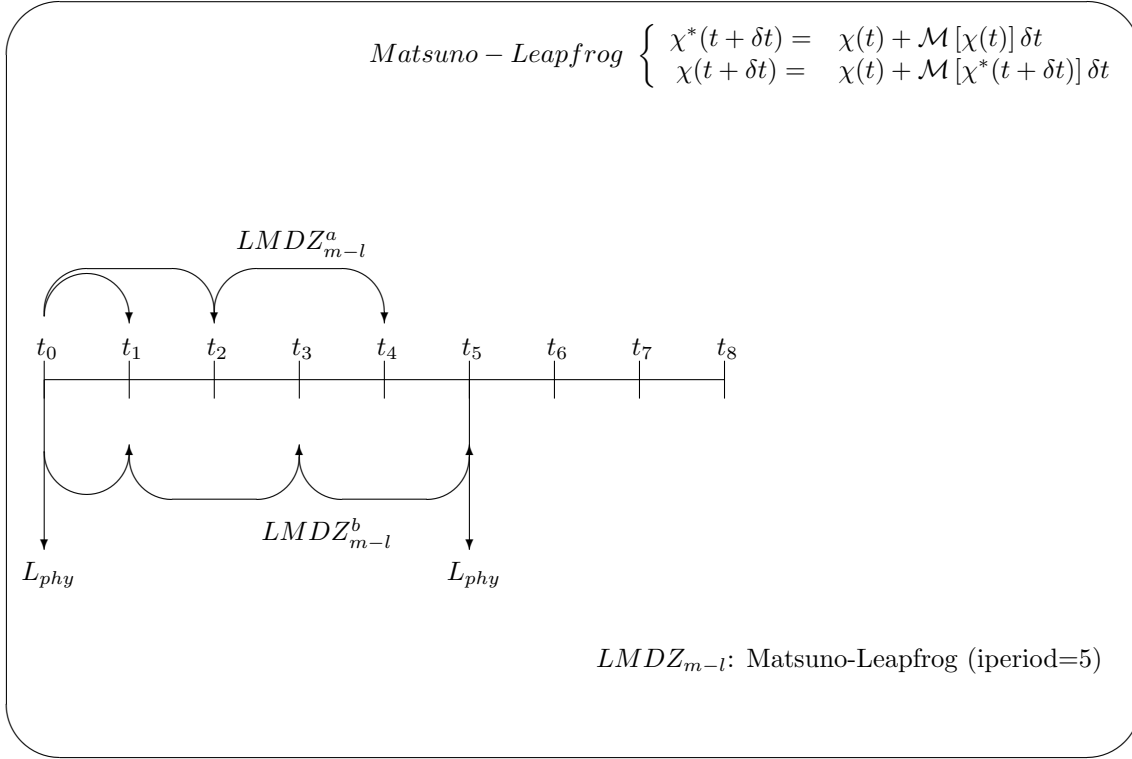 Matsuno − Leapfrog { χ*(t + δt) = χ(t) + ℳ [χ(t)] δt
χ(t + δt) = χ(t) + ℳ [χ*(t + δt)] δt
LMDZ^a_{m−l}
t_0 t_1 t_2 t_3 t_4 t_5 t_6 t_7 t_8
LMDZ^b_{m−l}
L_{phy} L_{phy}
LMDZ_{m−l}: Matsuno-Leapfrog (iperiod=5)